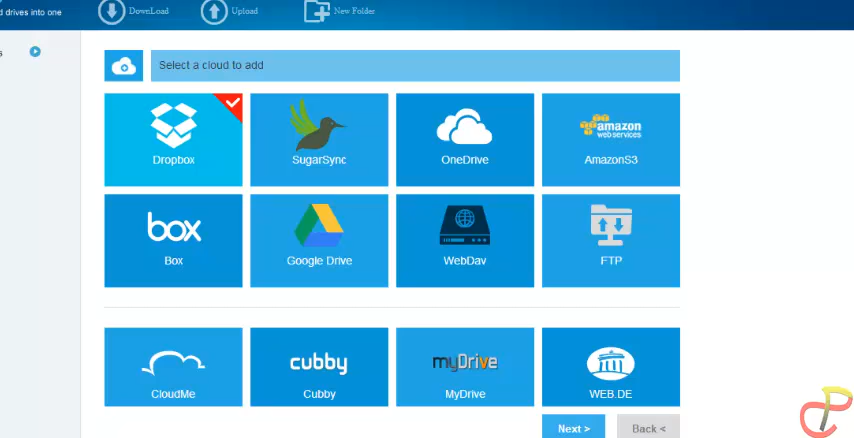 d drives into one
DownLoad
Upload
New Folder
s
Select a cloud to add
Dropbox
SugarSync
OneDrive
amazon
web services
AmazonS3
box
Box
Google Drive
WebDav
FTP
CloudMe
cubby
Cubby
myDrive
MyDrive
WEB.DE
Next >
Back <